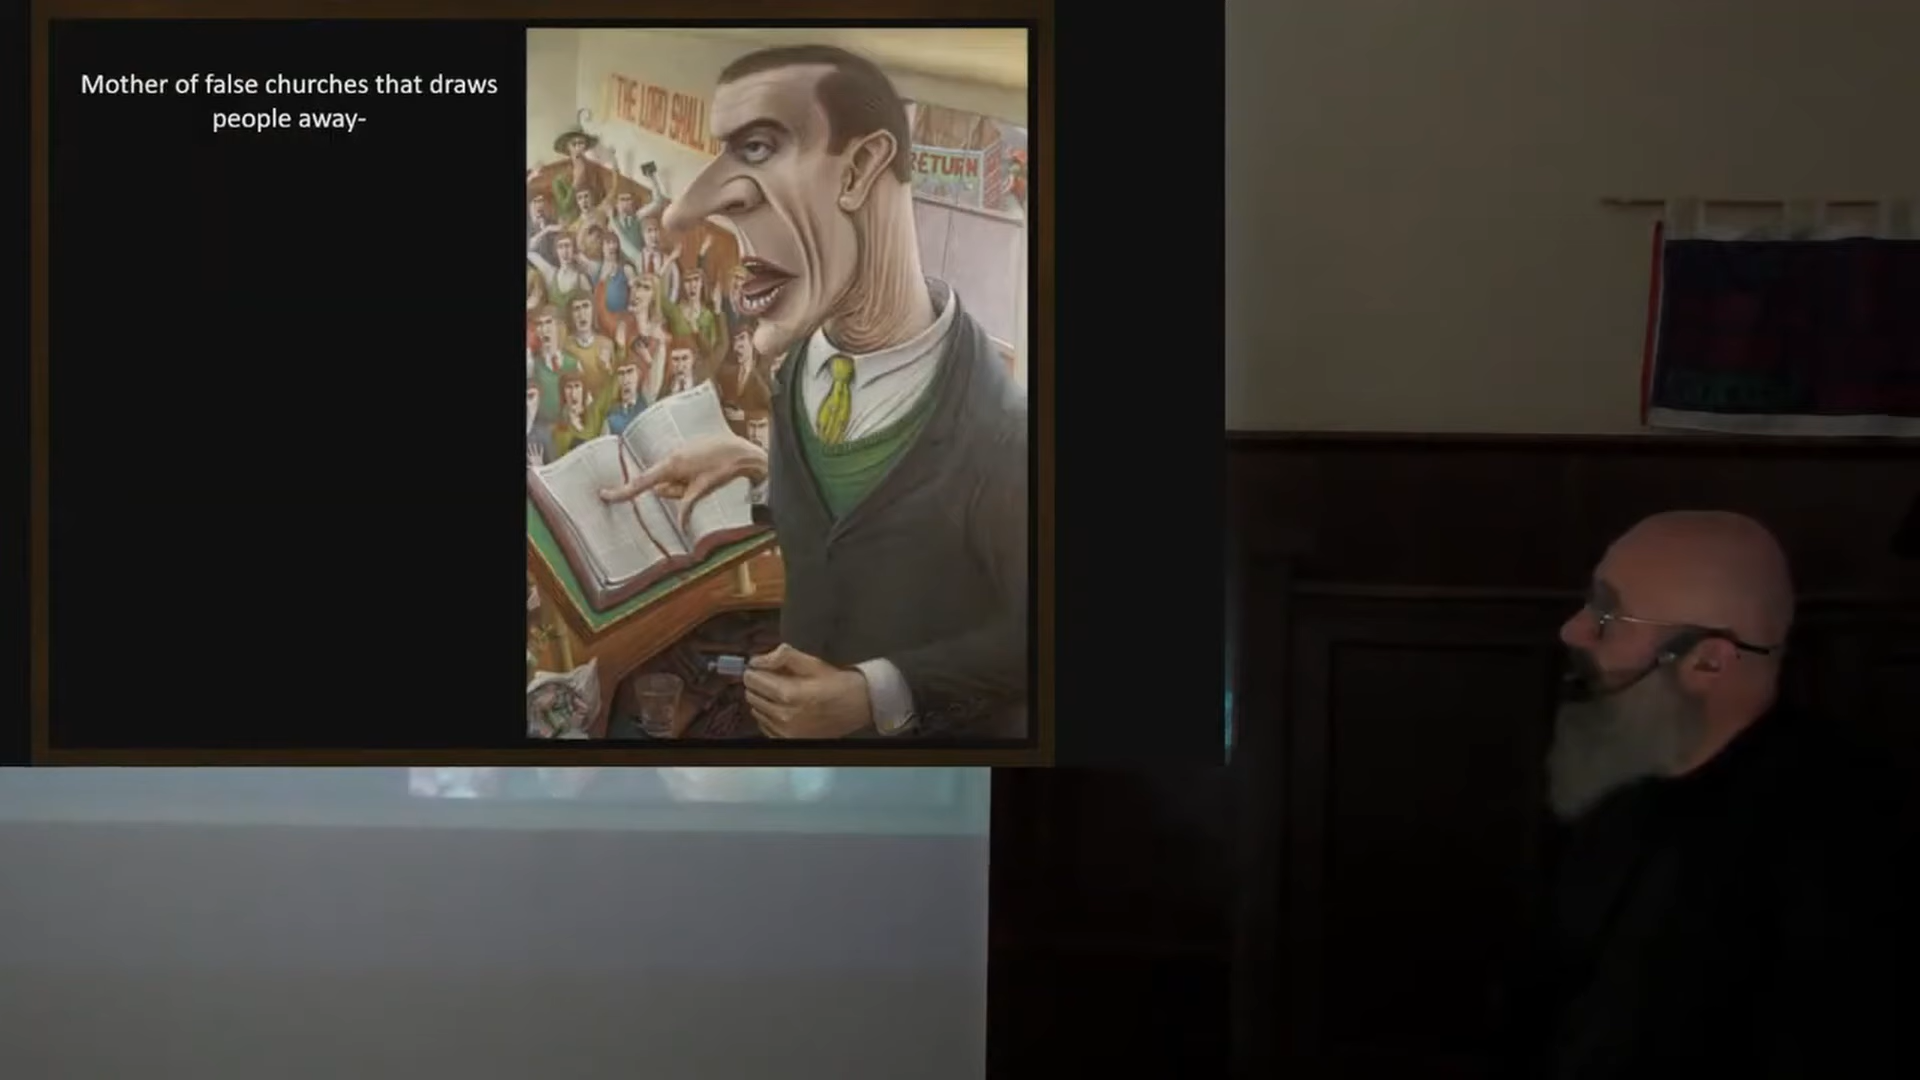 Mother of false churches that draws
people away-
THE LORD SHALL
RETURN